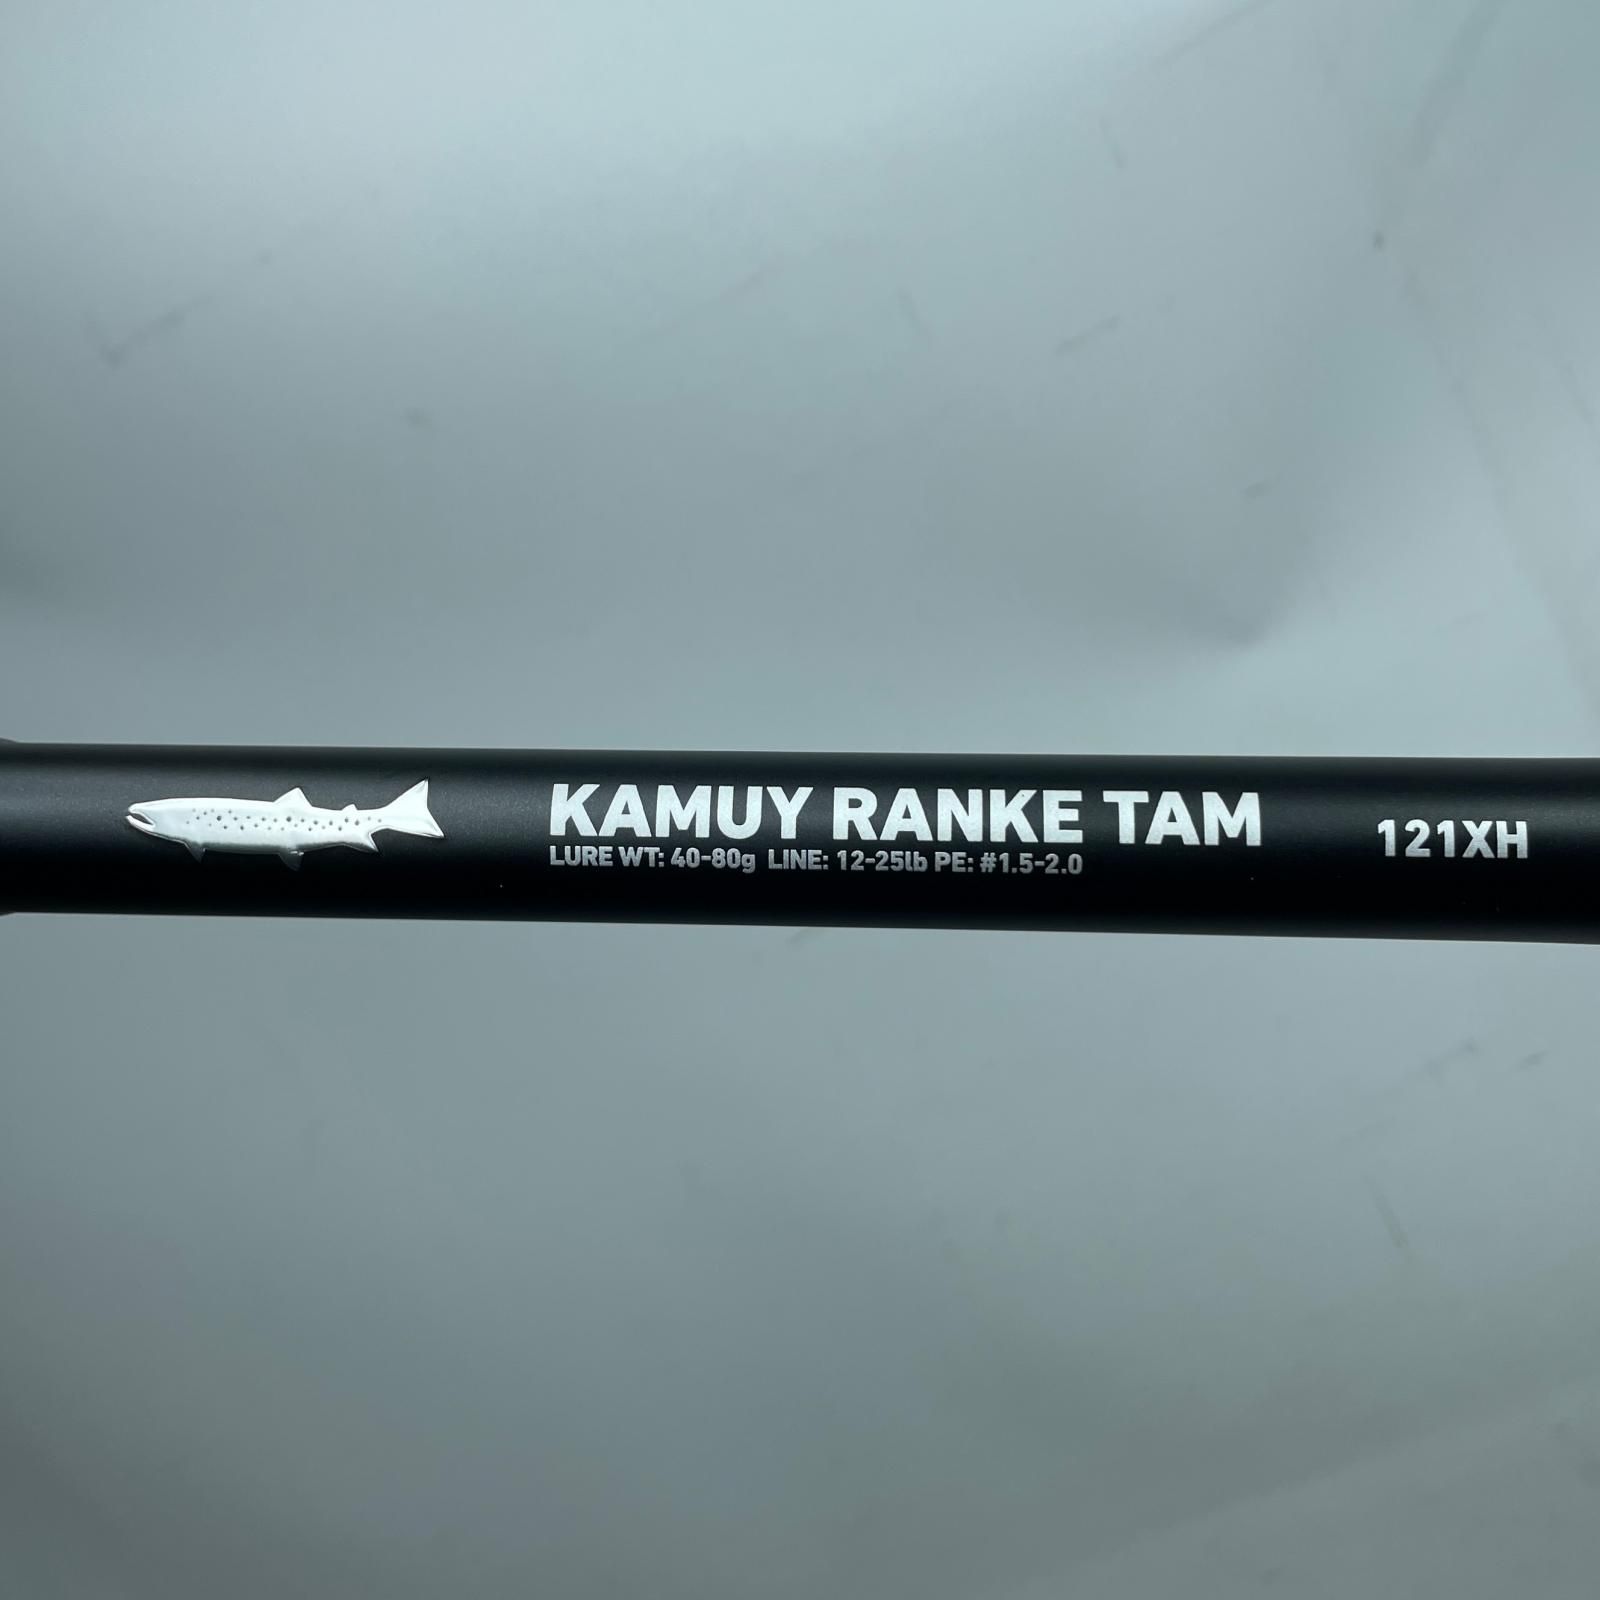 KAMUY RANKE TAM 121XH
LURE WT: 40-80g LINE: 12-25lb PE: #1.5-2.0